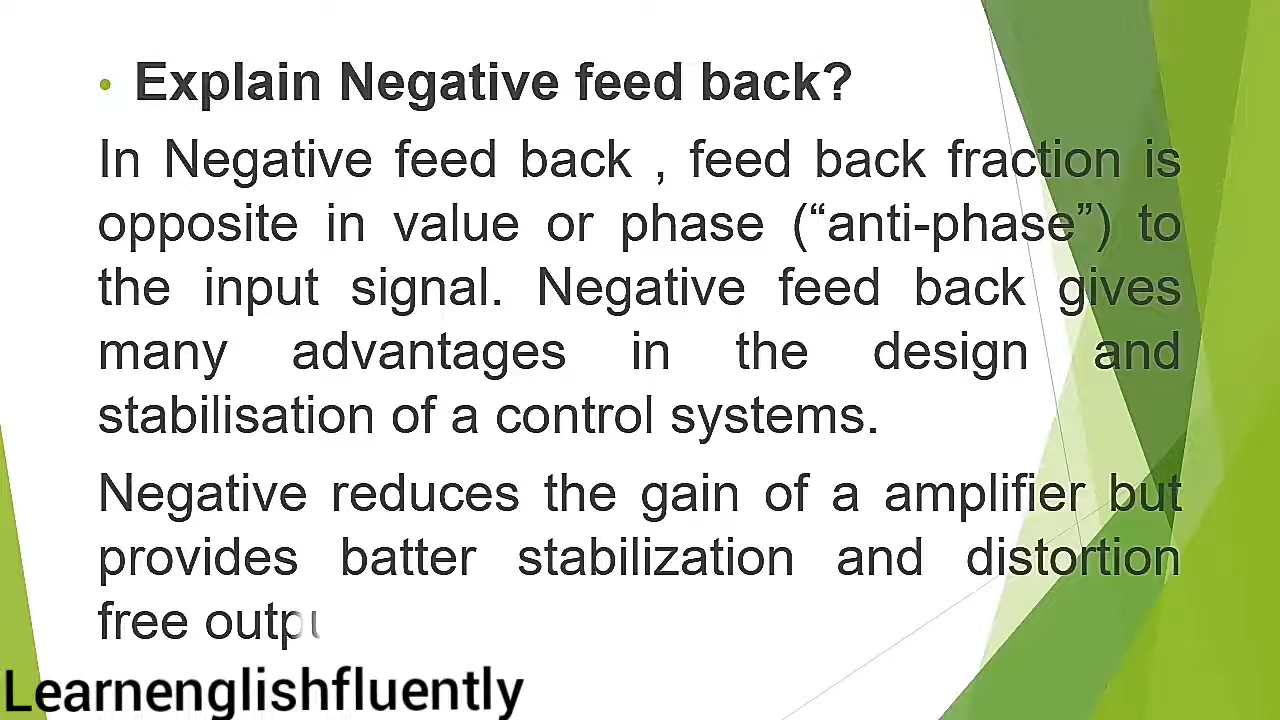 • Explain Negative feed back?
In Negative feed back , feed back fraction is
opposite in value or phase (“anti-phase”) to
the input signal. Negative feed back gives
many advantages in the design and
stabilisation of a control systems.
Negative reduces the gain of a amplifier but
provides batter stabilization and distortion
free
Learnenglishfluently